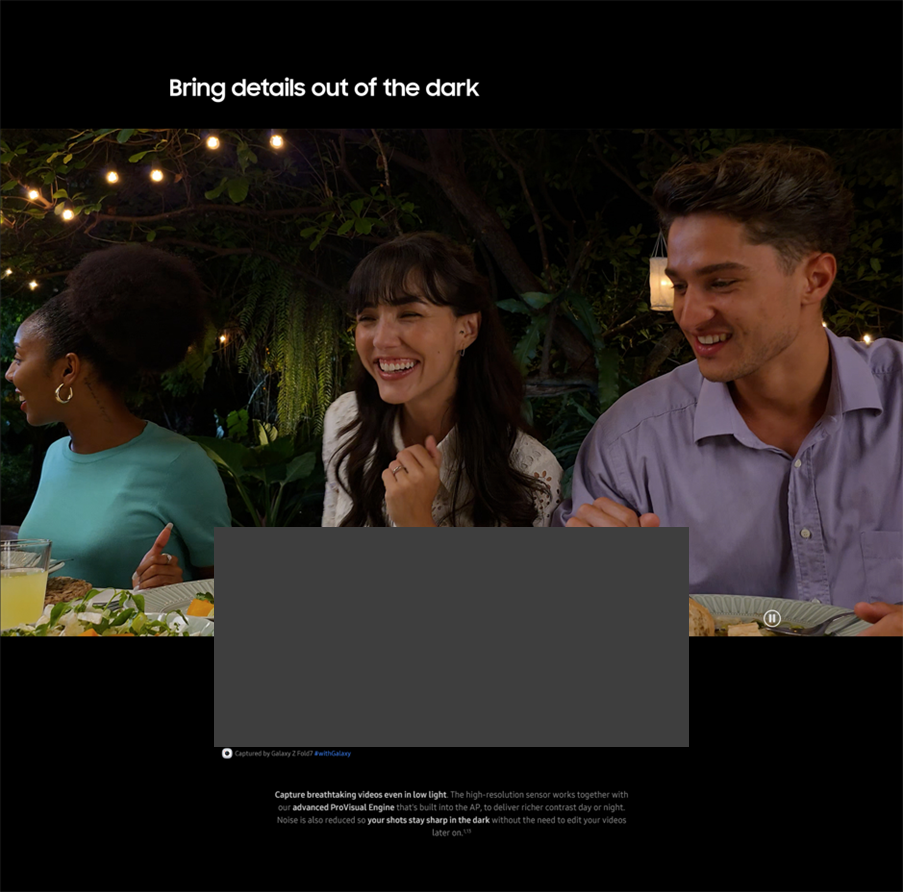 Bring details out of the dark
Captured by Galaxy Z Fold7 #withGalaxy
Capture breathtaking videos even in low light. The high-resolution sensor works together with
our advanced ProVisual Engine that's built into the AP, to deliver richer contrast day or night.
Noise is also reduced so your shots stay sharp in the dark without the need to edit your videos
later on.